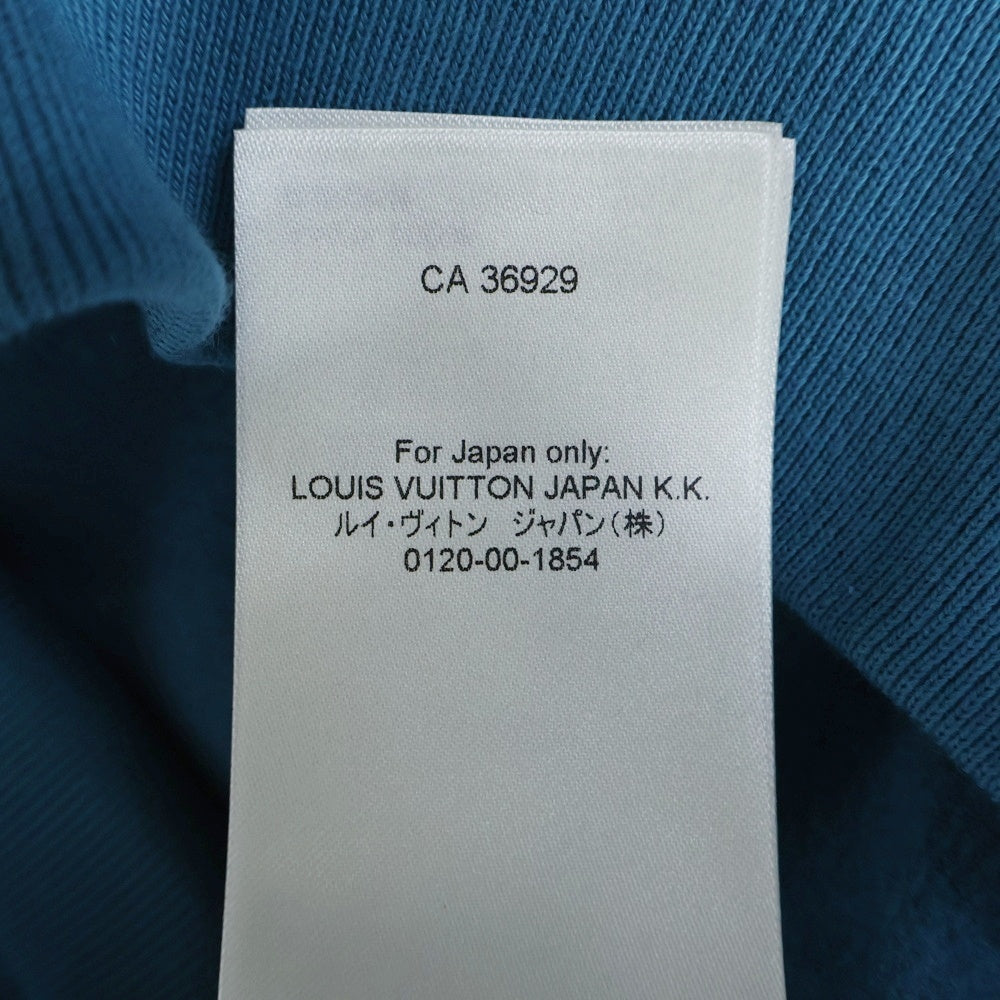 CA 36929
For Japan only:
LOUIS VUITTON JAPAN K.K.
ルイ・ヴィトン　ジャパン(株)
0120-00-1854